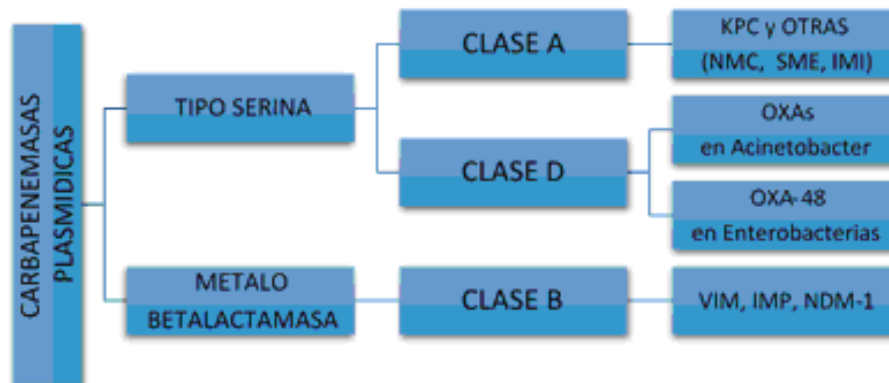 CARBAPENEMASAS
PLASMIDICAS
TIPO SERINA
CLASE A
KPC y OTRAS
(NMC, SME, IMI)
CLASE D
OXAs
en Acinetobacter
OXA-48
en Enterobacterias
METALO
BETALACTAMASA
CLASE B
VIM, IMP, NDM-1